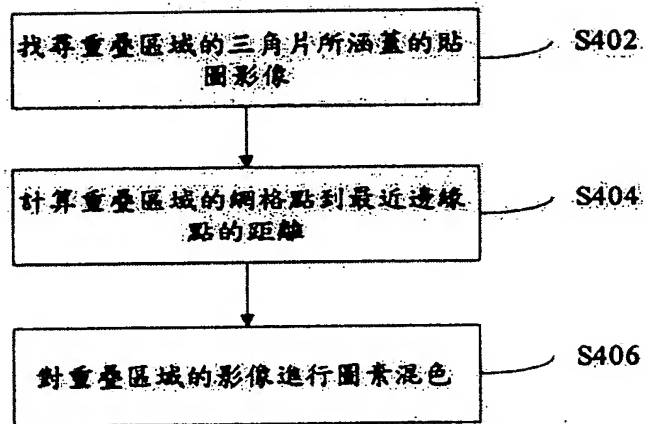 找尋重疊區域的三角片所涵蓋的貼
圖影像
S402
計算重疊區域的網格點到最近邊緣
點的距離
S404
對重疊區域的影像進行圖素混色
S406